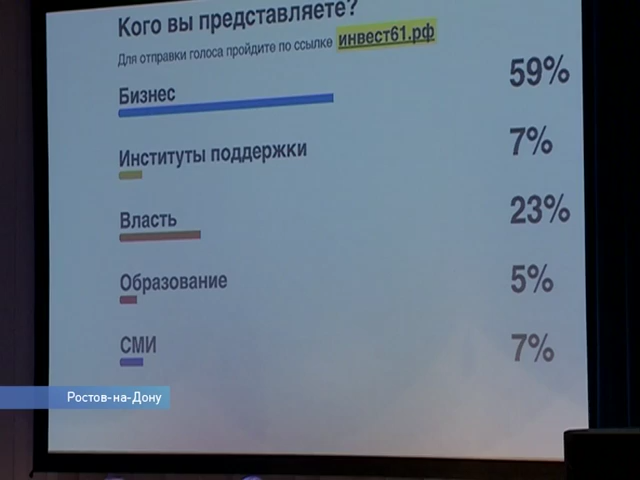 Кого вы представляете?
Для отправки голоса пройдите по ссылке инвест61.рф
Бизнес 59%
Институты поддержки 7%
Власть 23%
Образование 5%
СМИ 7%
Ростов-на-Дону